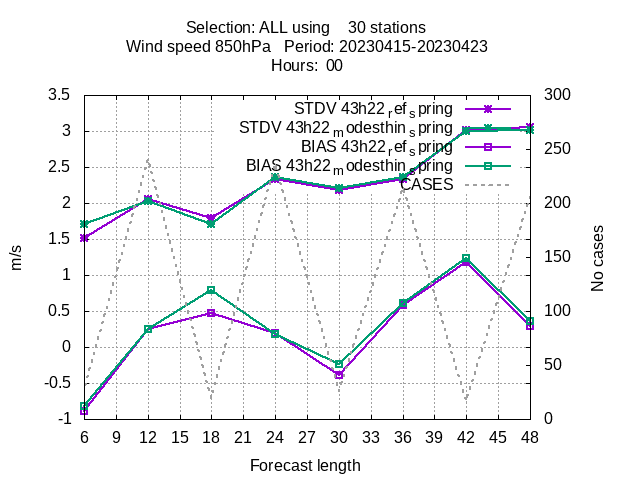 Selection: ALL using    30 stations
Wind speed 850hPa   Period: 20230415-20230423
Hours:  00
STDV 43h22_ref_spring
STDV 43h22_modesthin_spring
BIAS 43h22_ref_spring
BIAS 43h22_modesthin_spring
CASES
3.5
3
2.5
2
1.5
1
0.5
0
-0.5
-1
m/s
300
250
200
150
100
50
0
No cases
6 9 12 15 18 21 24 27 30 33 36 39 42 45 48
Forecast length